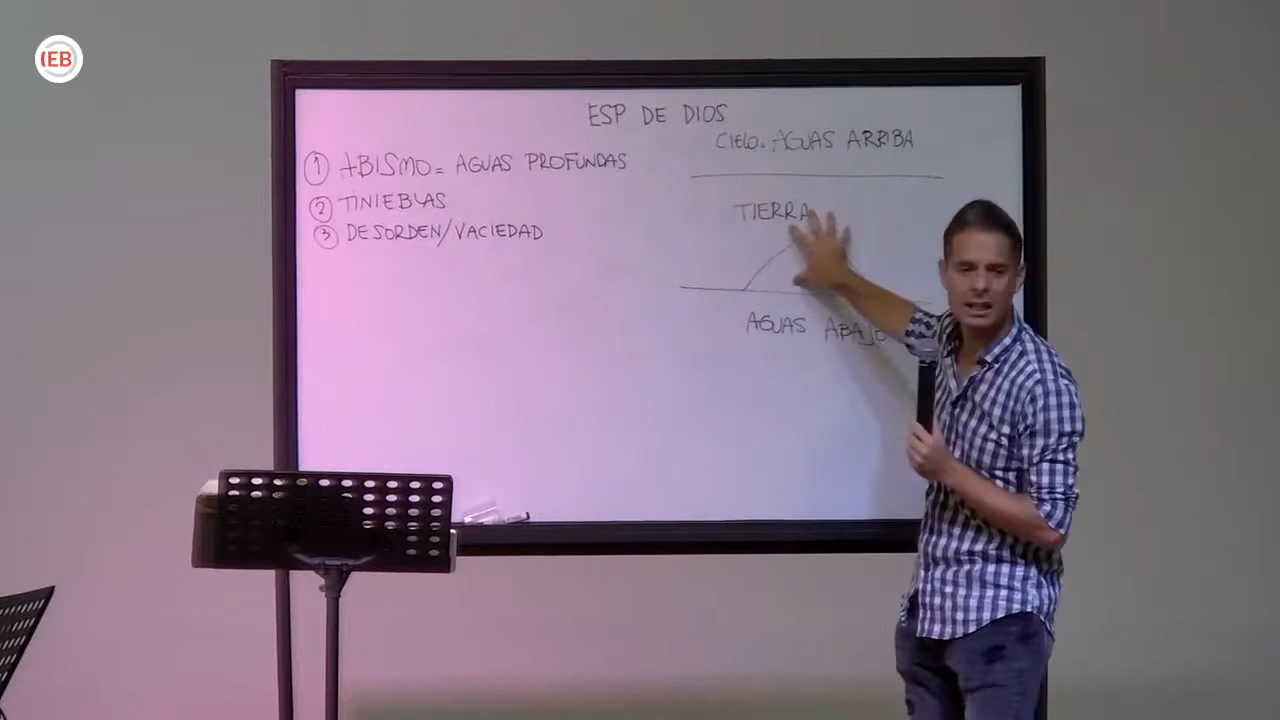 IEB
ESP DE DIOS
CIELO = AGUAS ARRIBA
1 ABISMO = AGUAS PROFUNDAS
2 TINIEBLAS
3 DESORDEN/VACIEDAD
TIERRA
AGUAS ABAJO